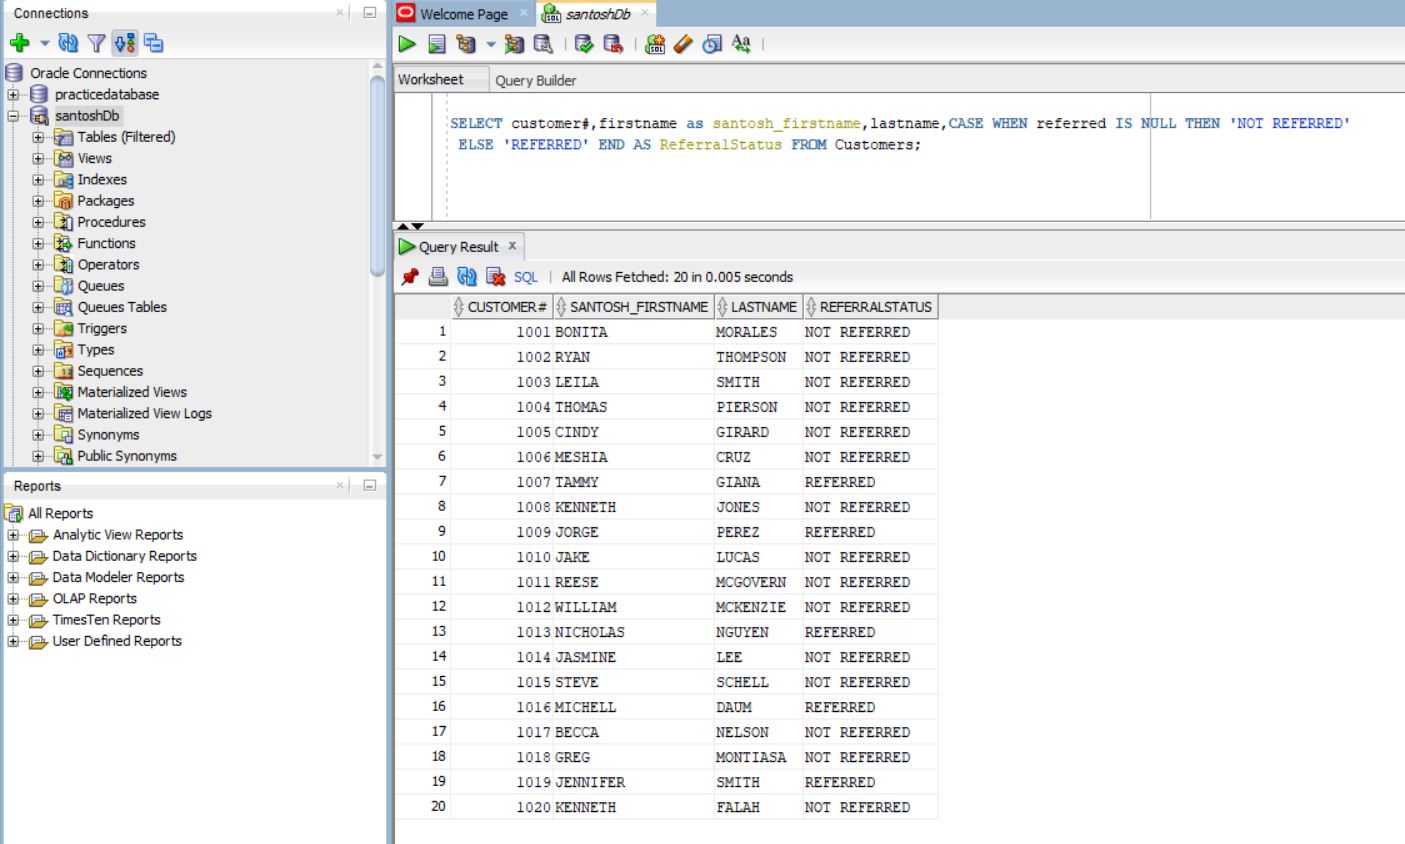 Connections
Oracle Connections
practicedatabase
santoshDb
Tables (Filtered)
Views
Indexes
Packages
Procedures
Functions
Operators
Queues
Queues Tables
Triggers
Types
Sequences
Materialized Views
Materialized View Logs
Synonyms
Public Synonyms
Reports
All Reports
Analytic View Reports
Data Dictionary Reports
Data Modeler Reports
OLAP Reports
TimesTen Reports
User Defined Reports
Welcome Page santoshDb
Worksheet Query Builder
SELECT customer#,firstname as santosh_firstname,lastname,CASE WHEN referred IS NULL THEN 'NOT REFERRED'
ELSE 'REFERRED' END AS ReferralStatus FROM Customers;
Query Result x
SQL | All Rows Fetched: 20 in 0.005 seconds
CUSTOMER# SANTOSH_FIRSTNAME LASTNAME REFERRALSTATUS
1 1001 BONITA MORALES NOT REFERRED
2 1002 RYAN THOMPSON NOT REFERRED
3 1003 LEILA SMITH NOT REFERRED
4 1004 THOMAS PIERSON NOT REFERRED
5 1005 CINDY GIRARD NOT REFERRED
6 1006 MESHIA CRUZ NOT REFERRED
7 1007 TAMMY GIANA REFERRED
8 1008 KENNETH JONES NOT REFERRED
9 1009 JORGE PEREZ REFERRED
10 1010 JAKE LUCAS NOT REFERRED
11 1011 REESE MCGOVERN NOT REFERRED
12 1012 WILLIAM MCKENZIE NOT REFERRED
13 1013 NICHOLAS NGUYEN REFERRED
14 1014 JASMINE LEE NOT REFERRED
15 1015 STEVE SCHELL NOT REFERRED
16 1016 MICHELL DAUM REFERRED
17 1017 BECCA NELSON NOT REFERRED
18 1018 GREG MONTIASA NOT REFERRED
19 1019 JENNIFER SMITH REFERRED
20 1020 KENNETH FALAH NOT REFERRED